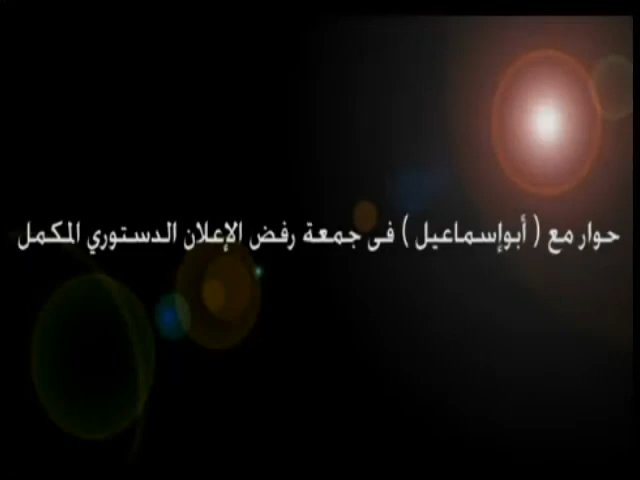 حوار مع ( أبوإسماعيل ) فى جمعة رفض الإعلان الدستوري المكمل